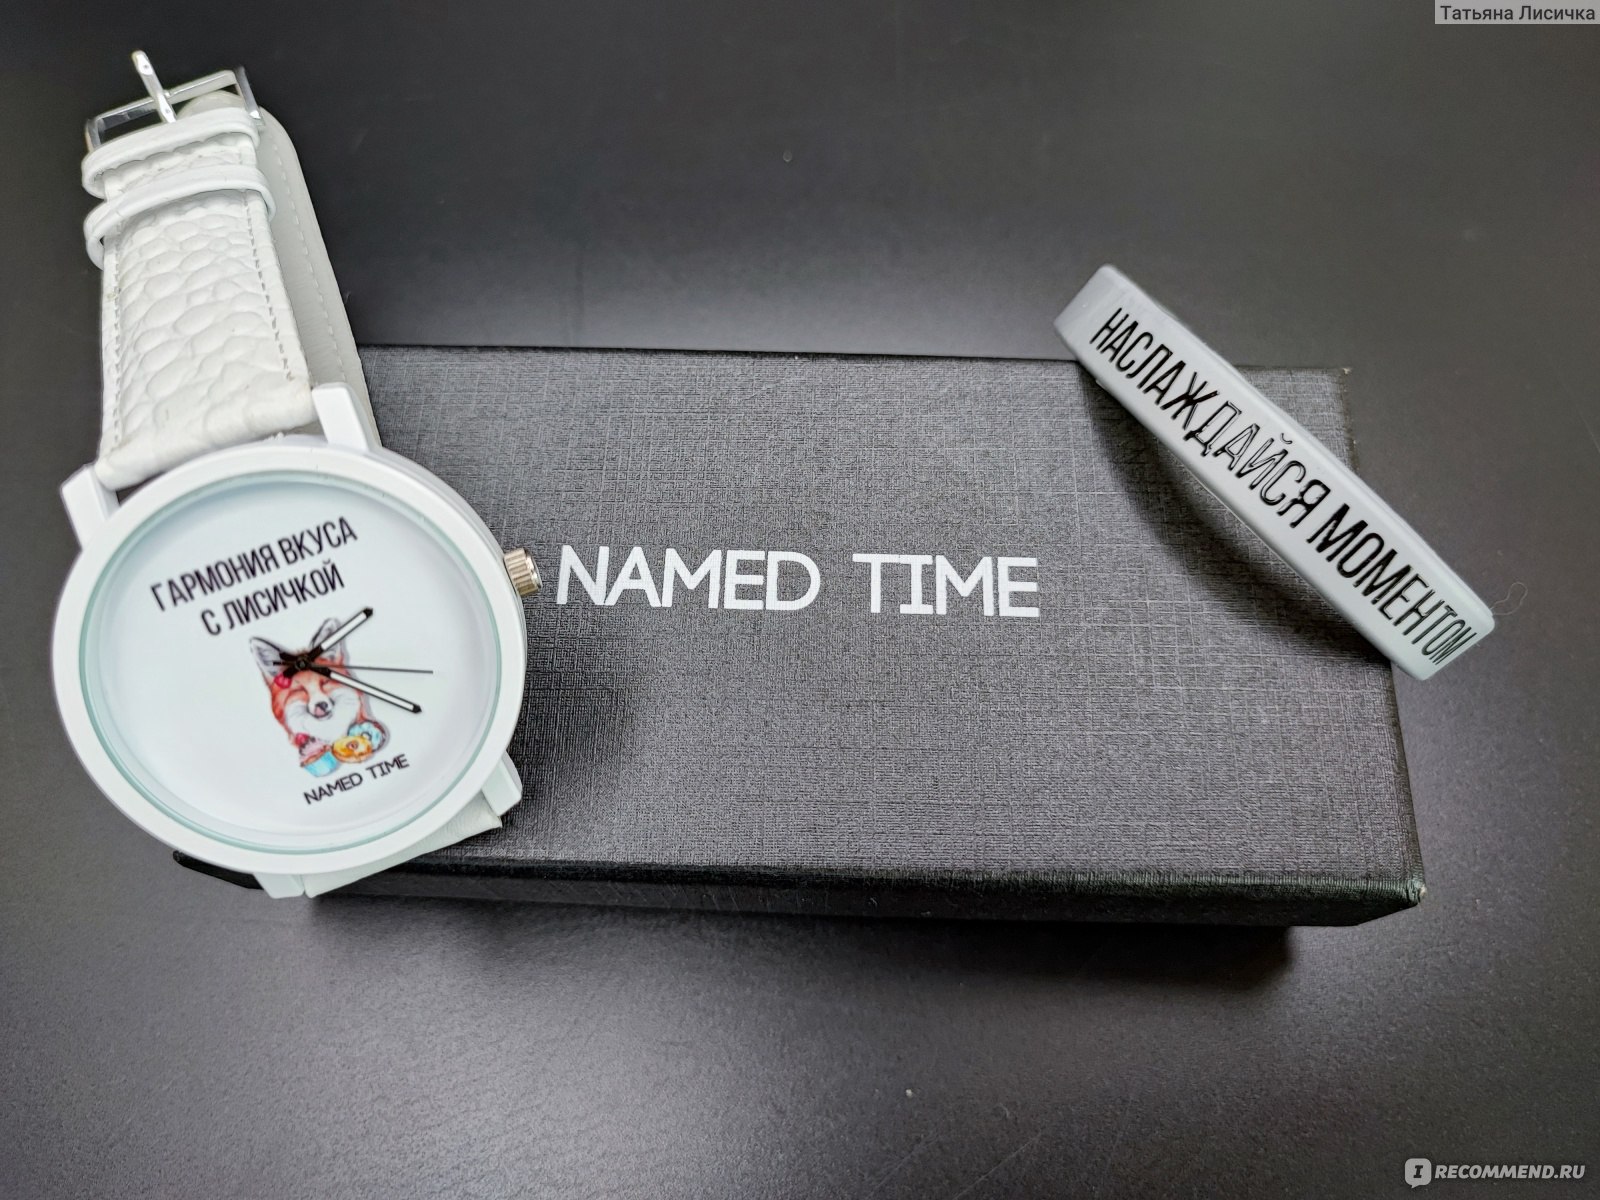 Татьяна Лисичка
ГАРМОНИЯ ВКУСА
С ЛИСИЧКОЙ
NAMED TIME
NAMED TIME
НАСЛАЖДАЙСЯ МОМЕНТОМ
I RECOMMEND.RU